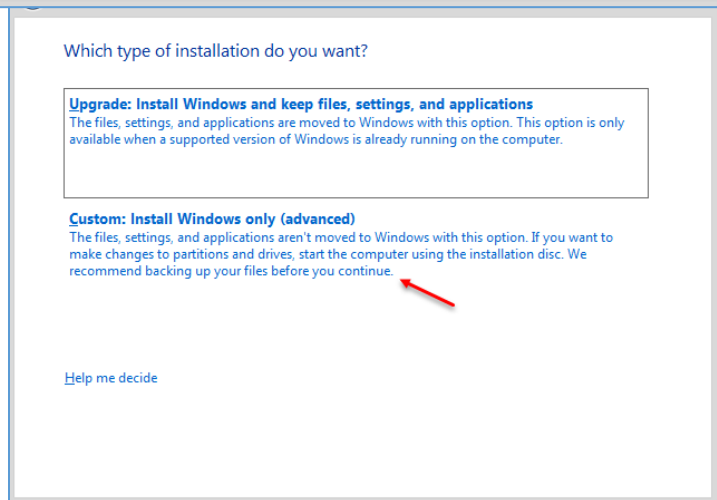 Which type of installation do you want?
Upgrade: Install Windows and keep files, settings, and applications
The files, settings, and applications are moved to Windows with this option. This option is only
available when a supported version of Windows is already running on the computer.
Custom: Install Windows only (advanced)
The files, settings, and applications aren't moved to Windows with this option. If you want to
make changes to partitions and drives, start the computer using the installation disc. We
recommend backing up your files before you continue.
Help me decide